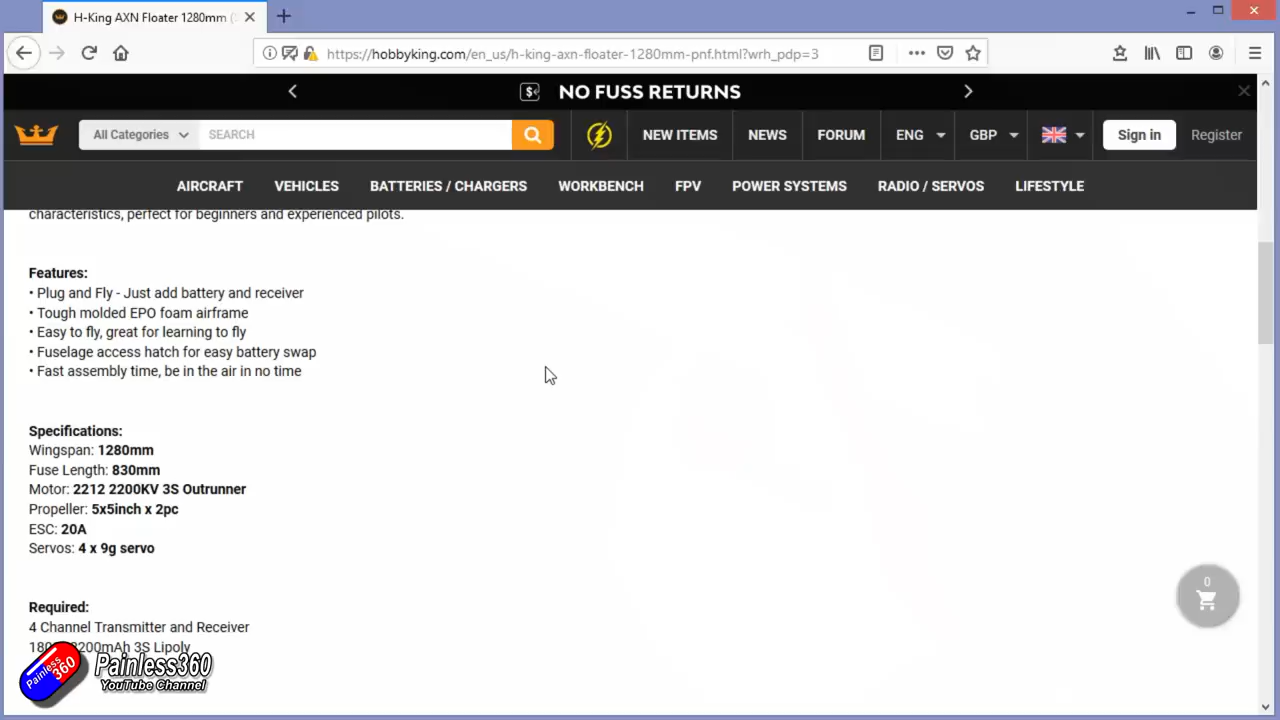 H-King AXN Floater 1280mm (
https://hobbyking.com/en_us/h-king-axn-floater-1280mm-pnf.html?wrh_pdp=3
NO FUSS RETURNS
All Categories SEARCH NEW ITEMS NEWS FORUM ENG GBP Sign in Register
AIRCRAFT VEHICLES BATTERIES / CHARGERS WORKBENCH FPV POWER SYSTEMS RADIO / SERVOS LIFESTYLE
characteristics, perfect for beginners and experienced pilots.
Features:
• Plug and Fly - Just add battery and receiver
• Tough molded EPO foam airframe
• Easy to fly, great for learning to fly
• Fuselage access hatch for easy battery swap
• Fast assembly time, be in the air in no time
Specifications:
Wingspan: 1280mm
Fuse Length: 830mm
Motor: 2212 2200KV 3S Outrunner
Propeller: 5x5inch x 2pc
ESC: 20A
Servos: 4 x 9g servo
0
Required:
4 Channel Transmitter and Receiver
3S Lipoly
Painless 360
Painless360
YouTube Channel